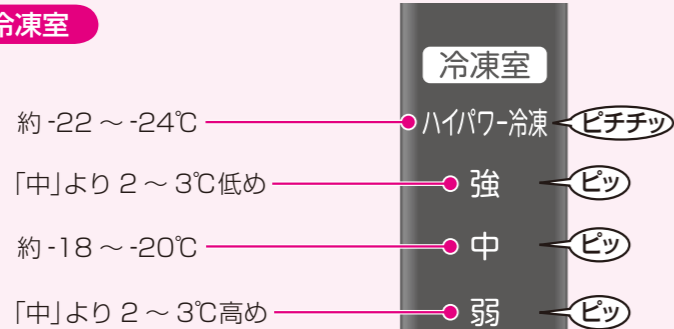 冷凍室
冷凍室
約 -22 ～ -24℃ ハイパワー冷凍 ピチチッ
「中」より 2 ～ 3℃低め 強 ピッ
約 -18 ～ -20℃ 中 ピッ
「中」より 2 ～ 3℃高め 弱 ピッ